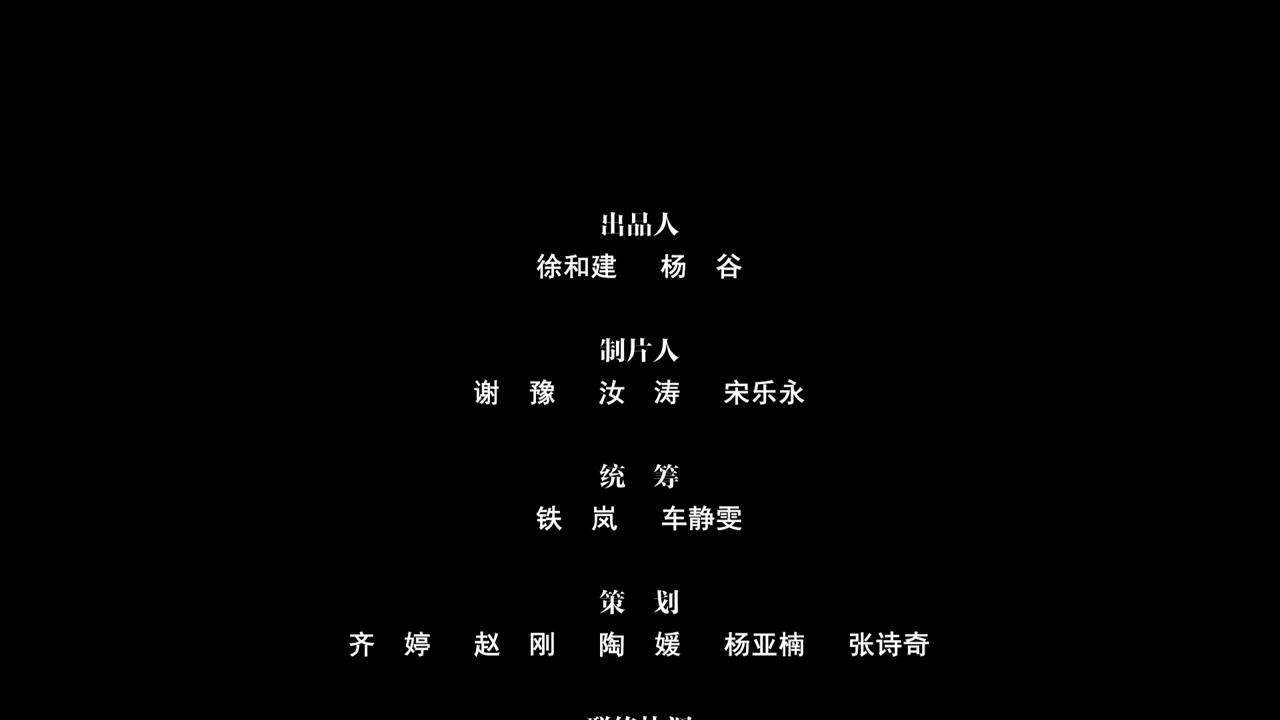 出品人
徐和建 杨 谷
制片人
谢 豫 汝 涛 宋乐永
统 筹
铁 岚 车静雯
策 划
齐 婷 赵 刚 陶 媛 杨亚楠 张诗奇